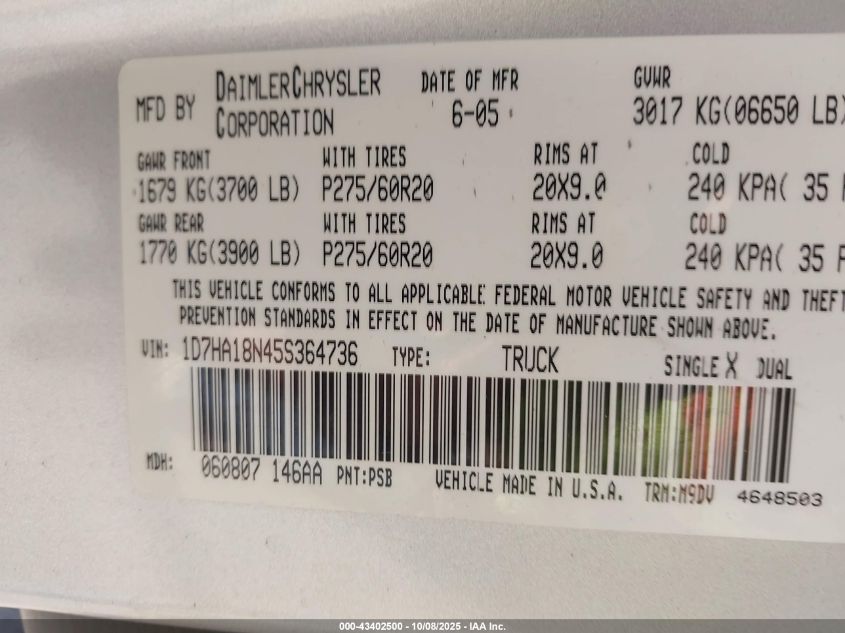 MFD BY DAIMLERCHRYSLER CORPORATION DATE OF MFR 6-05 GVWR 3017 KG(06650 LB)
GAWR FRONT WITH TIRES RIMS AT COLD
1679 KG(3700 LB) P275/60R20 20X9.0 240 KPA( 35 P
GAWR REAR WITH TIRES RIMS AT COLD
1770 KG(3900 LB) P275/60R20 20X9.0 240 KPA( 35 P
THIS VEHICLE CONFORMS TO ALL APPLICABLE FEDERAL MOTOR VEHICLE SAFETY AND THEFT
PREVENTION STANDARDS IN EFFECT ON THE DATE OF MANUFACTURE SHOWN ABOVE.
VIN: 1D7HA18N45S364736 TYPE: TRUCK SINGLE X DUAL
MDH: 060807 146AA PNT:PSB VEHICLE MADE IN U.S.A. TRM:M9DV 4648503
000-43402500 - 10/08/2025 - IAA Inc.